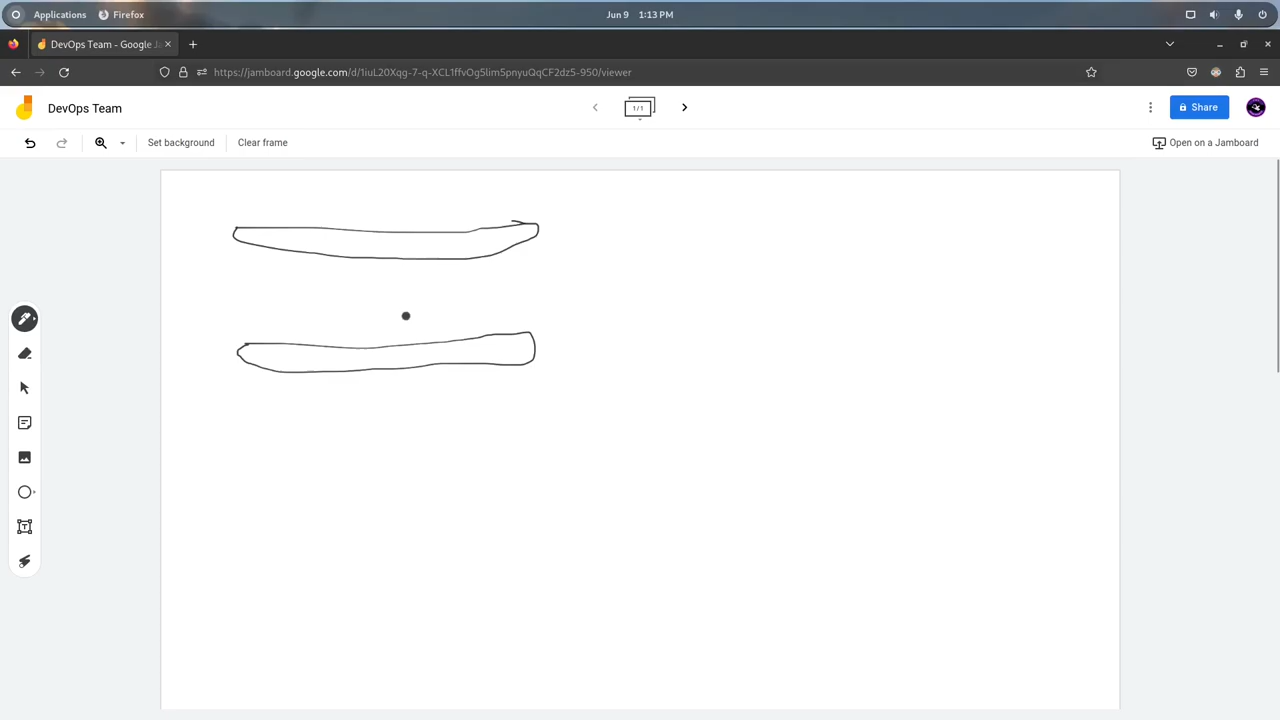 Applications Firefox Jun 9 1:13 PM
DevOps Team - Google Ja
https://jamboard.google.com/d/1iuL20Xqg-7-q-XCL1ffvOg5lim5pnyuQqCF2dz5-950/viewer
DevOps Team 1/1 Share
Set background Clear frame Open on a Jamboard
T